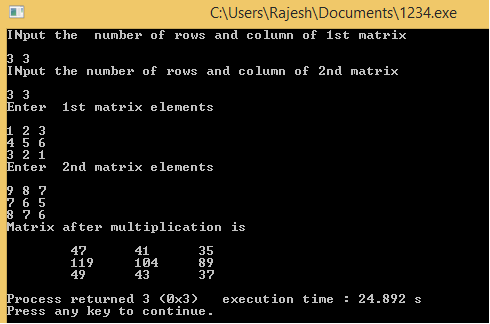 C:\Users\Rajesh\Documents\1234.exe
INput the  number of rows and column of 1st matrix
3 3
INput the number of rows and column of 2nd matrix
3 3
Enter  1st matrix elements
1 2 3
4 5 6
3 2 1
Enter  2nd matrix elements
9 8 7
7 6 5
8 7 6
Matrix after multiplication is
47 41 35
119 104 89
49 43 37
Process returned 3 (0x3)   execution time : 24.892 s
Press any key to continue.